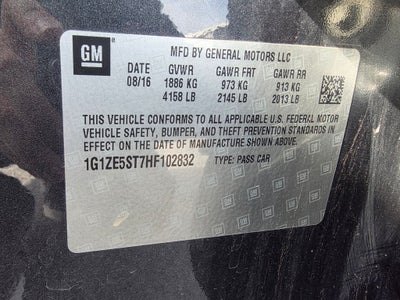 GM
MFD BY GENERAL MOTORS LLC
DATE GVWR GAWR FRT GAWR RR
08/16 1886 KG 973 KG 913 KG
4158 LB 2145 LB 2013 LB
THIS VEHICLE CONFORMS TO ALL APPLICABLE U.S. FEDERAL MOTOR
VEHICLE SAFETY, BUMPER, AND THEFT PREVENTION STANDARDS IN
EFFECT ON THE DATE OF MANUFACTURE SHOWN ABOVE.
1G1ZE5ST7HF102832 TYPE: PASS CAR